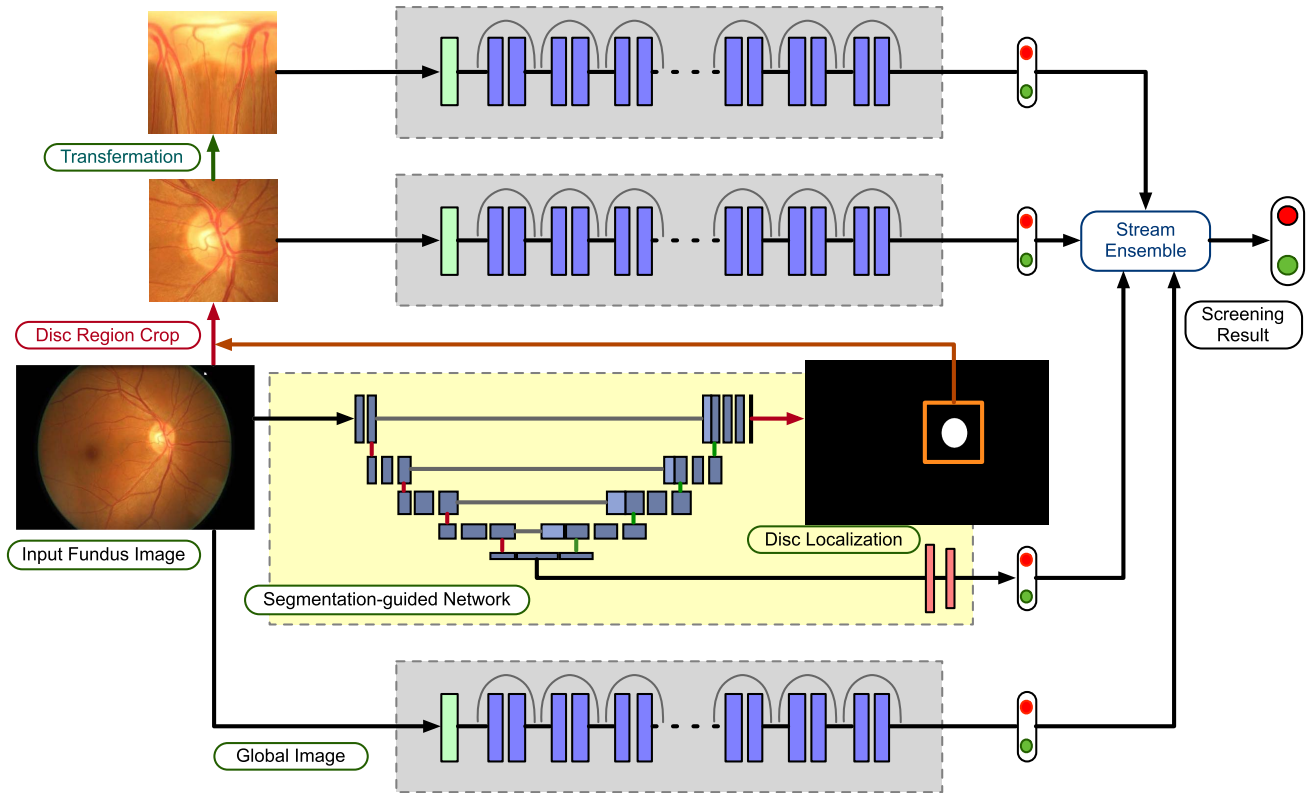 Transfermation
Stream
Ensemble
Disc Region Crop
Screening
Result
Input Fundus Image
Disc Localization
Segmentation-guided Network
Global Image